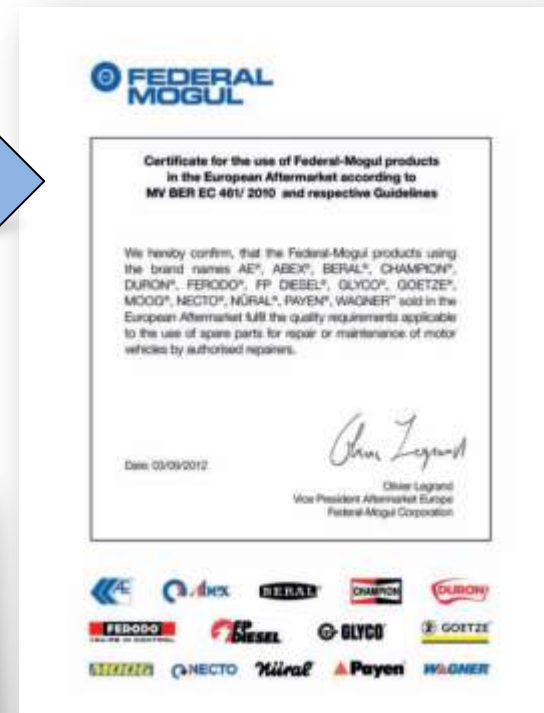 FEDERAL
MOGUL
Certificate for the use of Federal-Mogul products
in the European Aftermarket according to
MV BER EC 461/ 2010 and respective Guidelines
We hereby confirm, that the Federal-Mogul products using
the brand names AE®, ABEX®, BERAL®, CHAMPION®,
DURON®, FERODO®, FP DIESEL®, GLYCO®, GOETZE®,
MOOG®, NECTO®, NÜRAL®, PAYEN®, WAGNER™ sold in the
European Aftermarket fulfil the quality requirements applicable
to the use of spare parts for repair or maintenance of motor
vehicles by authorised repairers.
Date: 03/09/2012
Olivier Legrand
Vice President Aftermarket Europe
Federal-Mogul Corporation
AE Abex BERAL CHAMPION DURON
FERODO FP DIESEL GLYCO GOETZE
MOOG NECTO Nüral Payen WAGNER